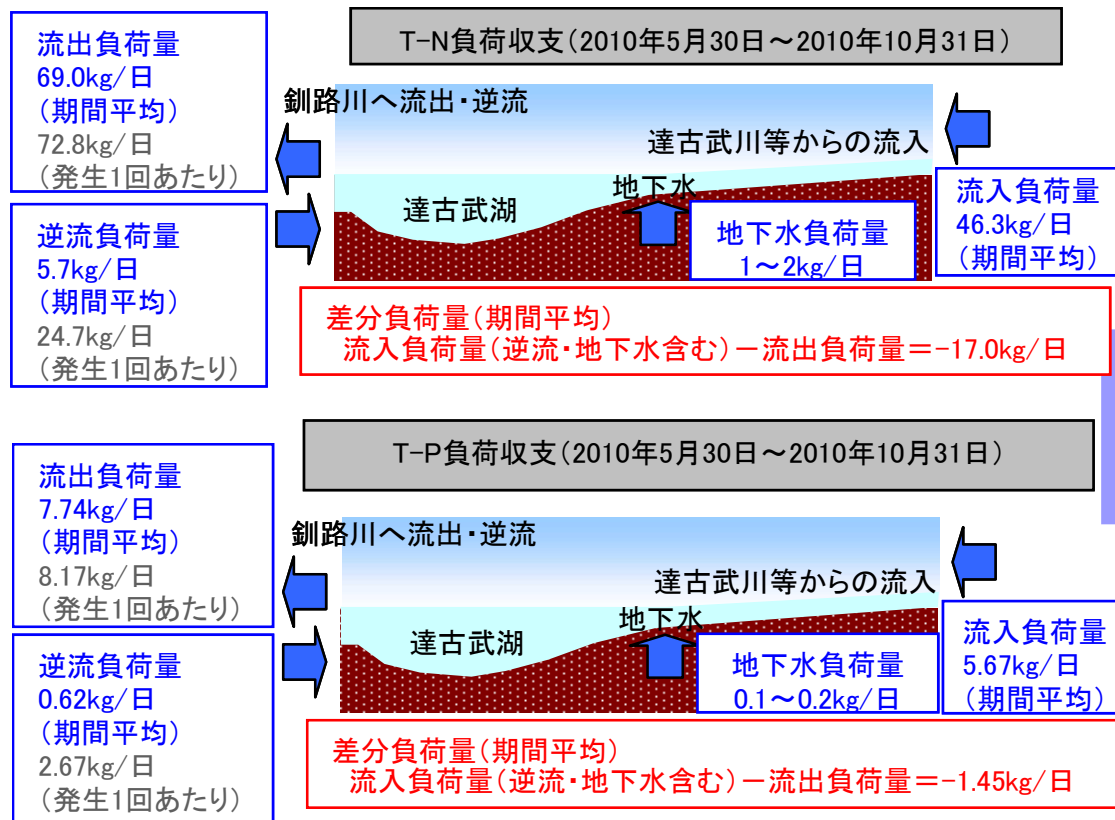 T-N負荷収支(2010年5月30日～2010年10月31日)
流出負荷量
69.0kg/日
(期間平均)
72.8kg/日
(発生1回あたり)
釧路川へ流出・逆流
達古武川等からの流入
逆流負荷量
5.7kg/日
(期間平均)
24.7kg/日
(発生1回あたり)
達古武湖
地下水
地下水負荷量
1～2kg/日
流入負荷量
46.3kg/日
(期間平均)
差分負荷量(期間平均)
流入負荷量(逆流・地下水含む)－流出負荷量＝-17.0kg/日
T-P負荷収支(2010年5月30日～2010年10月31日)
流出負荷量
7.74kg/日
(期間平均)
8.17kg/日
(発生1回あたり)
釧路川へ流出・逆流
達古武川等からの流入
逆流負荷量
0.62kg/日
(期間平均)
2.67kg/日
(発生1回あたり)
達古武湖
地下水
地下水負荷量
0.1～0.2kg/日
流入負荷量
5.67kg/日
(期間平均)
差分負荷量(期間平均)
流入負荷量(逆流・地下水含む)－流出負荷量＝-1.45kg/日